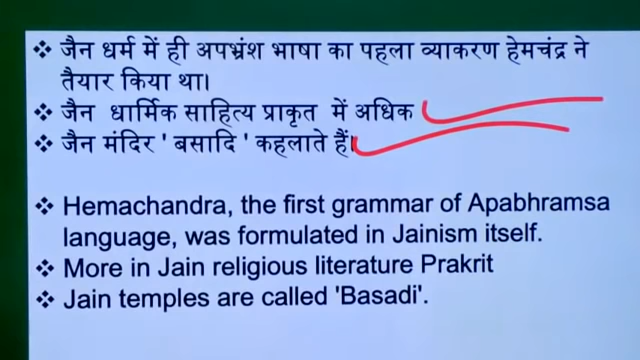 ❖ जैन धर्म में ही अपभ्रंश भाषा का पहला व्याकरण हेमचंद्र ने
तैयार किया था।
❖ जैन धार्मिक साहित्य प्राकृत में अधिक
❖ जैन मंदिर ' बसादि ' कहलाते हैं।
❖ Hemachandra, the first grammar of Apabhramsa
language, was formulated in Jainism itself.
❖ More in Jain religious literature Prakrit
❖ Jain temples are called 'Basadi'.